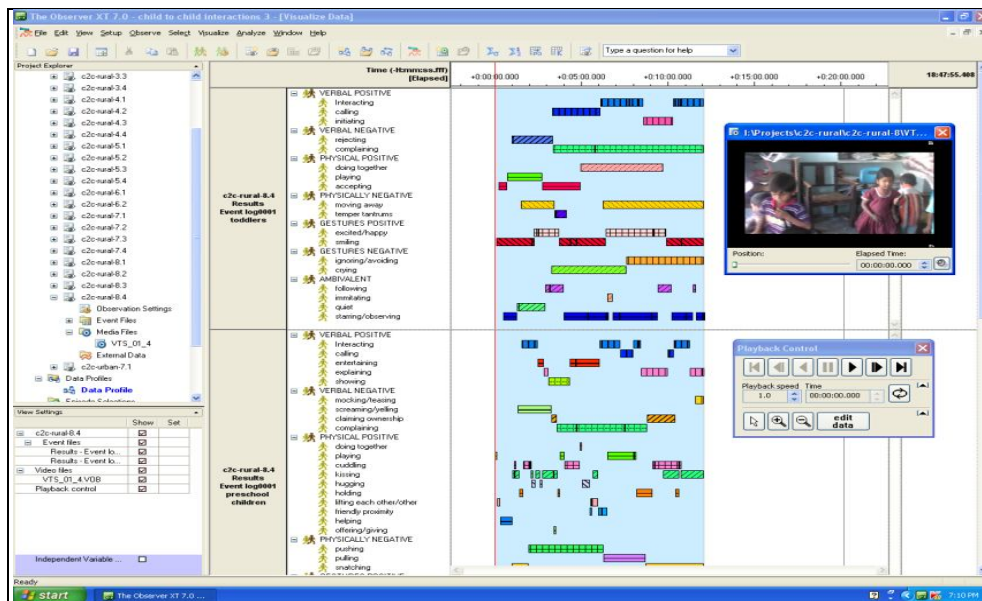 The Observer XT 7.0 - child to child interactions 3 - [Visualize Data]
File Edit View Setup Observe Select Visualize Analyze Window Help
Type a question for help
Project Explorer
c2c-rural-3.3
c2c-rural-3.4
c2c-rural-4.1
c2c-rural-4.2
c2c-rural-4.3
c2c-rural-4.4
c2c-rural-5.1
c2c-rural-5.2
c2c-rural-5.3
c2c-rural-5.4
c2c-rural-6.1
c2c-rural-6.2
c2c-rural-7.1
c2c-rural-7.2
c2c-rural-7.3
c2c-rural-7.4
c2c-rural-8.1
c2c-rural-8.2
c2c-rural-8.3
c2c-rural-8.4
Observation Settings
Event Files
Media Files
VTS_01_4
External Data
c2c-urban-7.1
Data Profiles
Data Profile
View Settings
Show Set
c2c-rural-8.4
Event files
Results - Event lo...
Results - Event lo...
Video files
VTS_01_4.VOB
Playback control
Independent Variable ...
Time (-H:mm:ss.fff)
[Elapsed]
+0:00:00.000 +0:05:00.000 +0:10:00.000 +0:15:00.000 +0:20:00.000
18:47:55.408
c2c-rural-8.4
Results
Event log0001
toddlers
VERBAL POSITIVE
Interacting
calling
initiating
VERBAL NEGATIVE
rejecting
complaining
PHYSICAL POSITIVE
doing together
playing
accepting
PHYSICALLY NEGATIVE
moving away
temper tantrums
GESTURES POSITIVE
excited/happy
smiling
GESTURES NEGATIVE
ignoring/avoiding
crying
AMBIVALENT
following
immitating
quiet
starring/observing
c2c-rural-8.4
Results
Event log0001
preschool
children
VERBAL POSITIVE
Interacting
calling
entertaining
explaining
showing
VERBAL NEGATIVE
mocking/teasing
screaming/yelling
claiming ownership
complaining
PHYSICAL POSITIVE
doing together
playing
cuddling
kissing
hugging
holding
lifting each other/other
friendly proximity
helping
offering/giving
PHYSICALLY NEGATIVE
pushing
pulling
snatching
I:\Projects\c2c-rural\c2c-rural-8\VT...
Position: Elapsed Time:
00:00:00.000
Playback Control
Playback speed Time
1.0 00:00:00.000
edit
data
Ready
start
The Observer XT 7.0 ...
7:10 PM